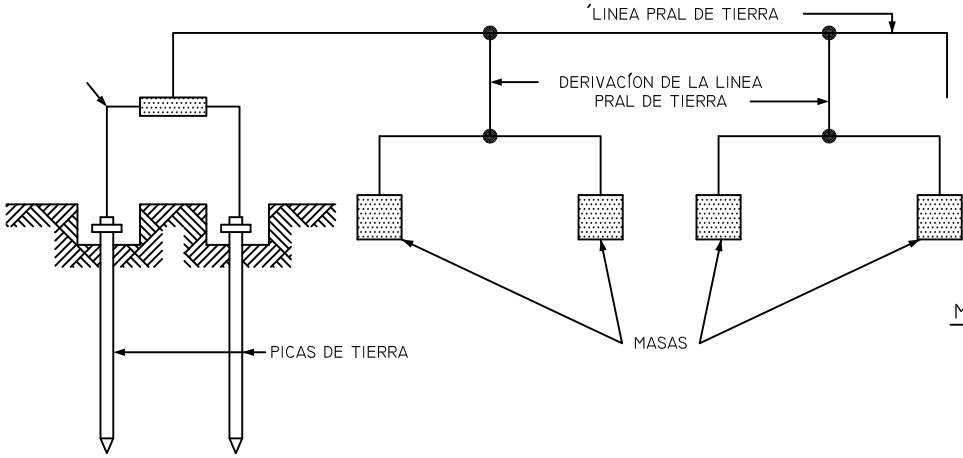 ´LINEA PRAL DE TIERRA
DERIVACÍON DE LA LINEA
PRAL DE TIERRA
MASAS
M
PICAS DE TIERRA